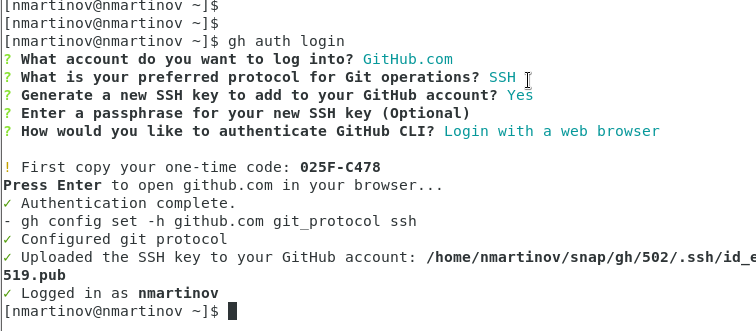 [nmartinov@nmartinov ~]$
[nmartinov@nmartinov ~]$
[nmartinov@nmartinov ~]$ gh auth login
? What account do you want to log into? GitHub.com
? What is your preferred protocol for Git operations? SSH
? Generate a new SSH key to add to your GitHub account? Yes
? Enter a passphrase for your new SSH key (Optional)
? How would you like to authenticate GitHub CLI? Login with a web browser
! First copy your one-time code: 025F-C478
Press Enter to open github.com in your browser...
✓ Authentication complete.
- gh config set -h github.com git_protocol ssh
✓ Configured git protocol
✓ Uploaded the SSH key to your GitHub account: /home/nmartinov/snap/gh/502/.ssh/id_e
519.pub
✓ Logged in as nmartinov
[nmartinov@nmartinov ~]$